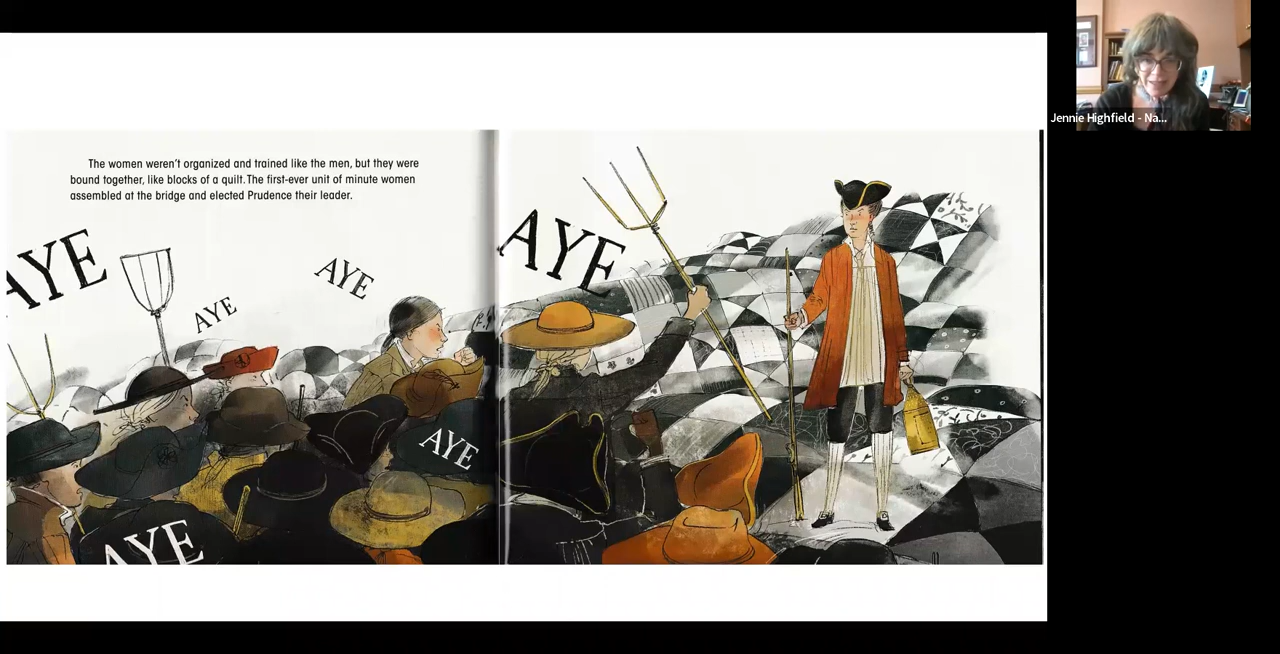 The women weren't organized and trained like the men, but they were
bound together, like blocks of a quilt. The first-ever unit of minute women
assembled at the bridge and elected Prudence their leader.
AYE
AYE
AYE
AYE
AYE
AYE
Jennie Highfield - Na...